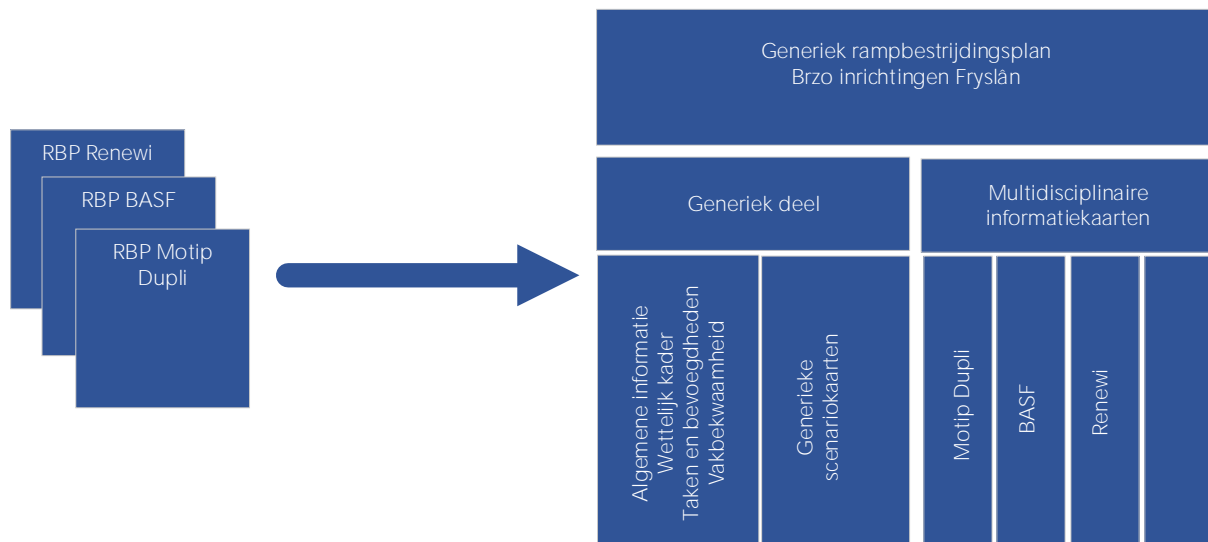 RBP Renewi
RBP BASF
RBP Motip
Dupli
Generiek rampbestrijdingsplan
Brzo inrichtingen Fryslân
Generiek deel
Multidisciplinaire
informatiekaarten
Algemene informatie
Wettelijk kader
Taken en bevoegdheden
Vakbekwaamheid
Generieke
scenariokaarten
Motip Dupli
BASF
Renewi